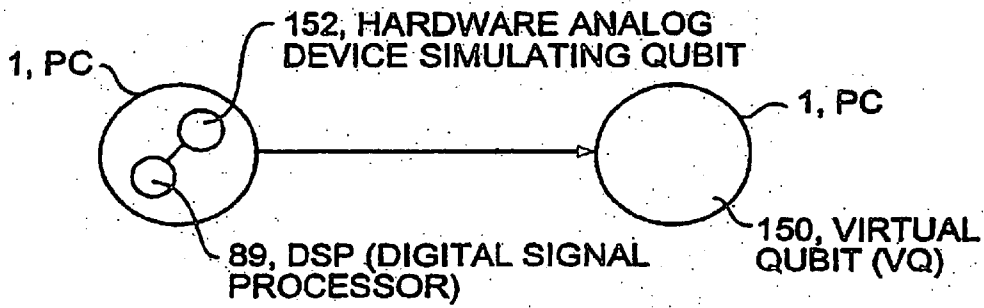 152, HARDWARE ANALOG
DEVICE SIMULATING QUBIT
1, PC
1, PC
150, VIRTUAL
QUBIT (VQ)
89, DSP (DIGITAL SIGNAL
PROCESSOR)